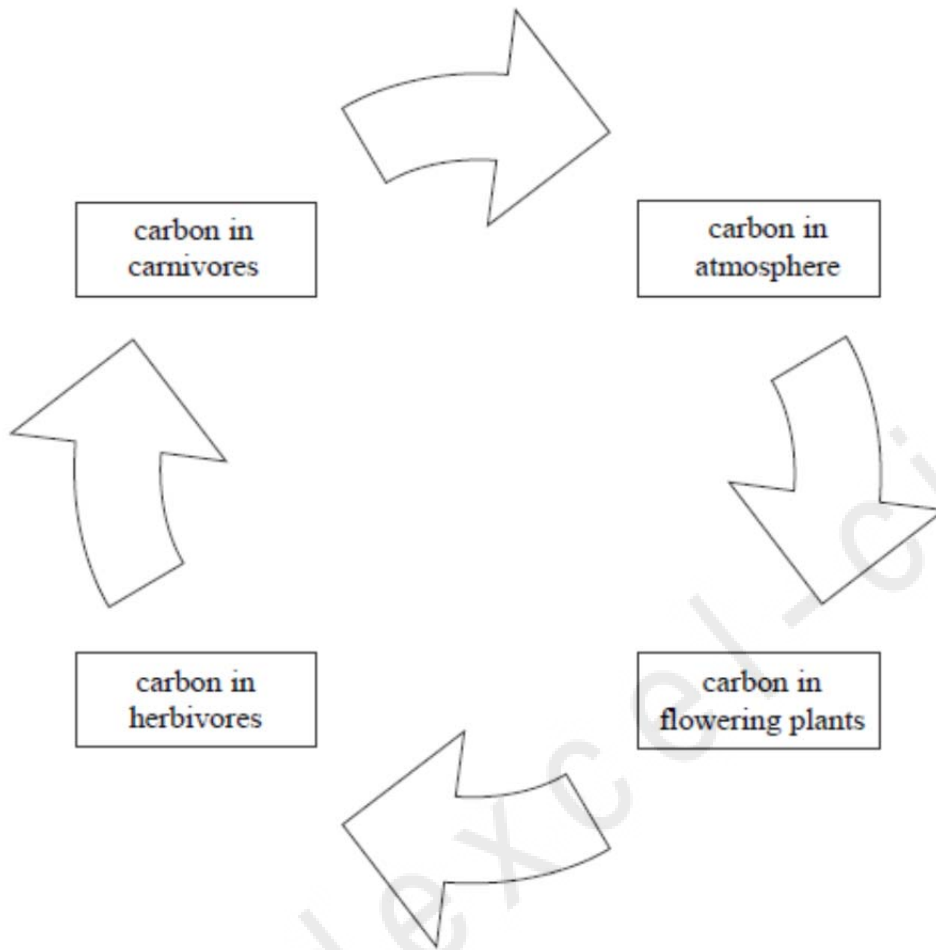 carbon in
carnivores
carbon in
atmosphere
carbon in
herbivores
carbon in
flowering plants